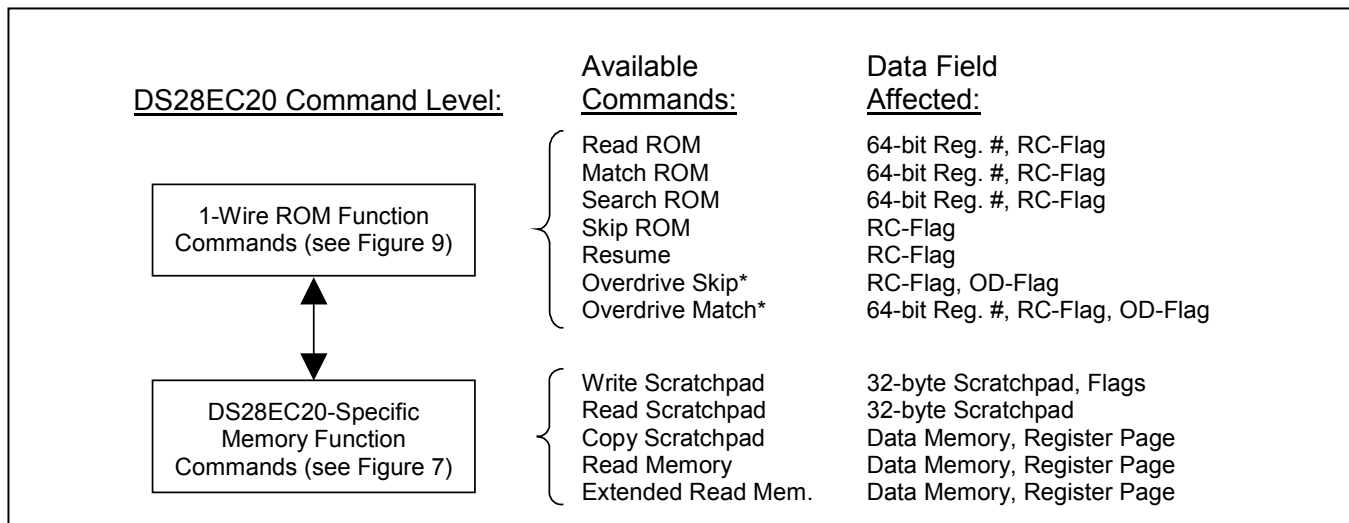 DS28EC20 Command Level:
Available
Commands:
Data Field
Affected:
1-Wire ROM Function
Commands (see Figure 9)
Read ROM 64-bit Reg. #, RC-Flag
Match ROM 64-bit Reg. #, RC-Flag
Search ROM 64-bit Reg. #, RC-Flag
Skip ROM RC-Flag
Resume RC-Flag
Overdrive Skip* RC-Flag, OD-Flag
Overdrive Match* 64-bit Reg. #, RC-Flag, OD-Flag
DS28EC20-Specific
Memory Function
Commands (see Figure 7)
Write Scratchpad 32-byte Scratchpad, Flags
Read Scratchpad 32-byte Scratchpad
Copy Scratchpad Data Memory, Register Page
Read Memory Data Memory, Register Page
Extended Read Mem. Data Memory, Register Page